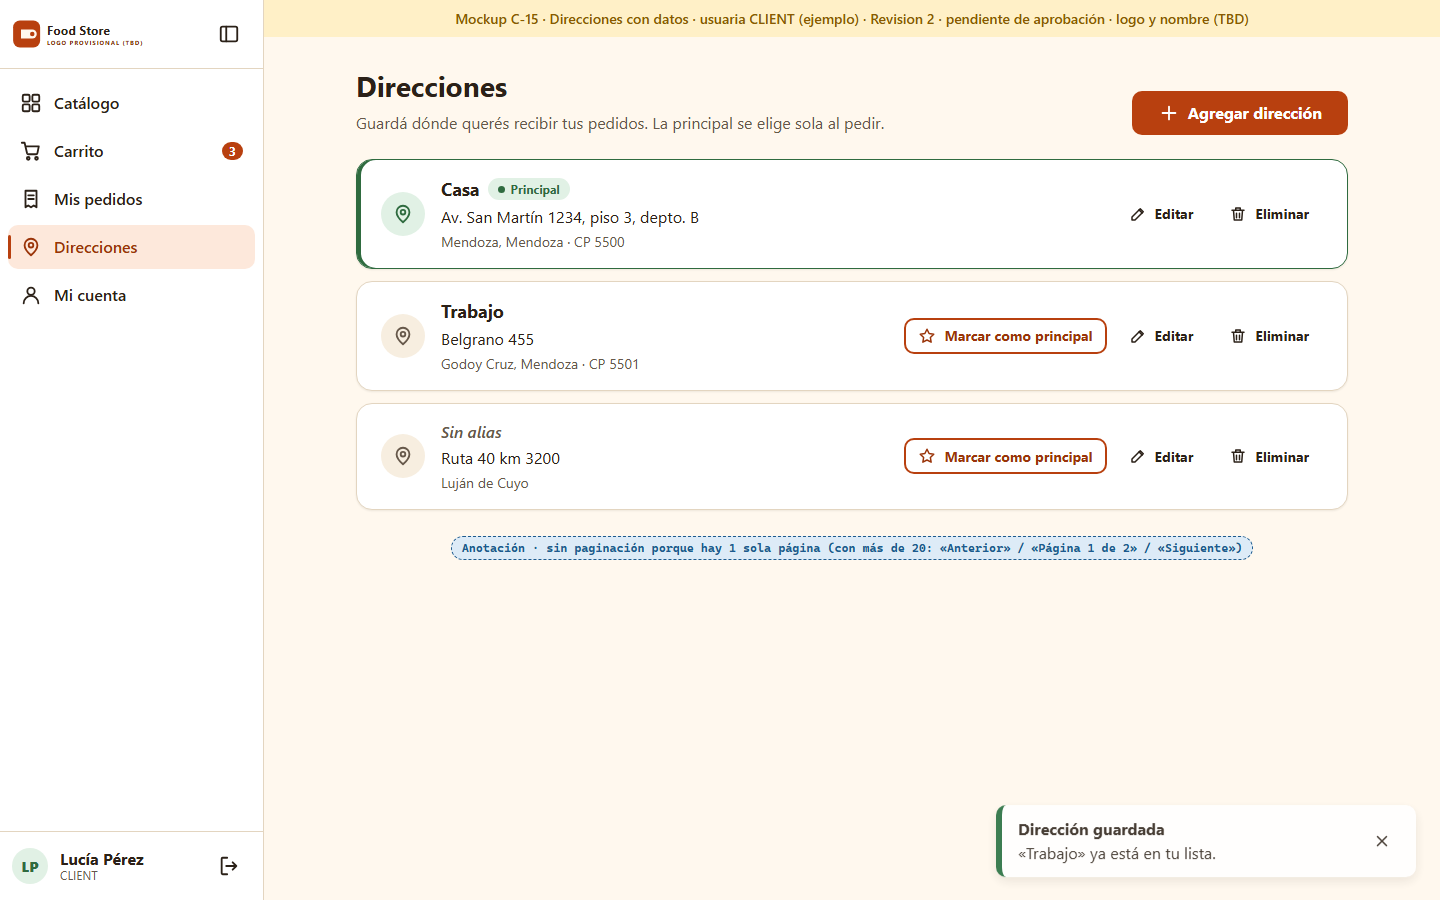 Food Store
LOGO PROVISIONAL (TBD)
Catálogo
Carrito
3
Mis pedidos
Direcciones
Mi cuenta
LP
Lucía Pérez
CLIENT
Mockup C-15 · Direcciones con datos · usuaria CLIENT (ejemplo) · Revision 2 · pendiente de aprobación · logo y nombre (TBD)
Direcciones
Guardá dónde querés recibir tus pedidos. La principal se elige sola al pedir.
Agregar dirección
Casa
Principal
Av. San Martín 1234, piso 3, depto. B
Mendoza, Mendoza · CP 5500
Editar
Eliminar
Trabajo
Belgrano 455
Godoy Cruz, Mendoza · CP 5501
Marcar como principal
Editar
Eliminar
Sin alias
Ruta 40 km 3200
Luján de Cuyo
Marcar como principal
Editar
Eliminar
Anotación · sin paginación porque hay 1 sola página (con más de 20: «Anterior» / «Página 1 de 2» / «Siguiente»)
Dirección guardada
«Trabajo» ya está en tu lista.